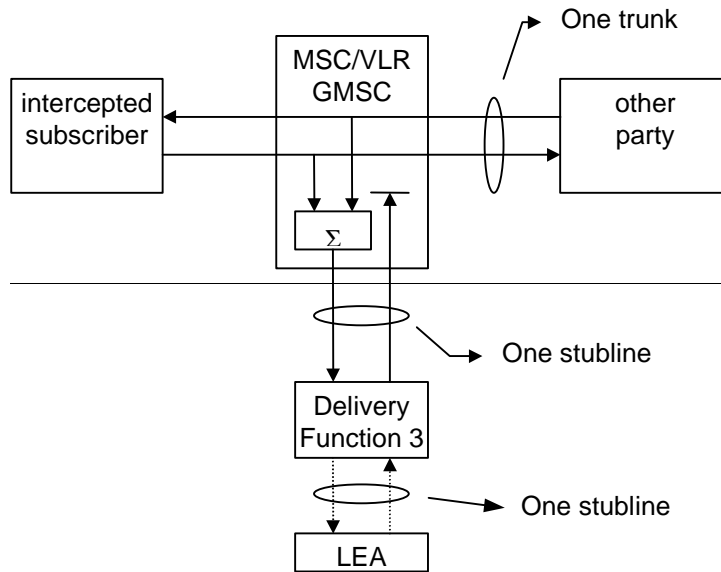 One trunk
MSC/VLR
GMSC
intercepted
subscriber
other
party
Σ
One stubline
Delivery
Function 3
One stubline
LEA